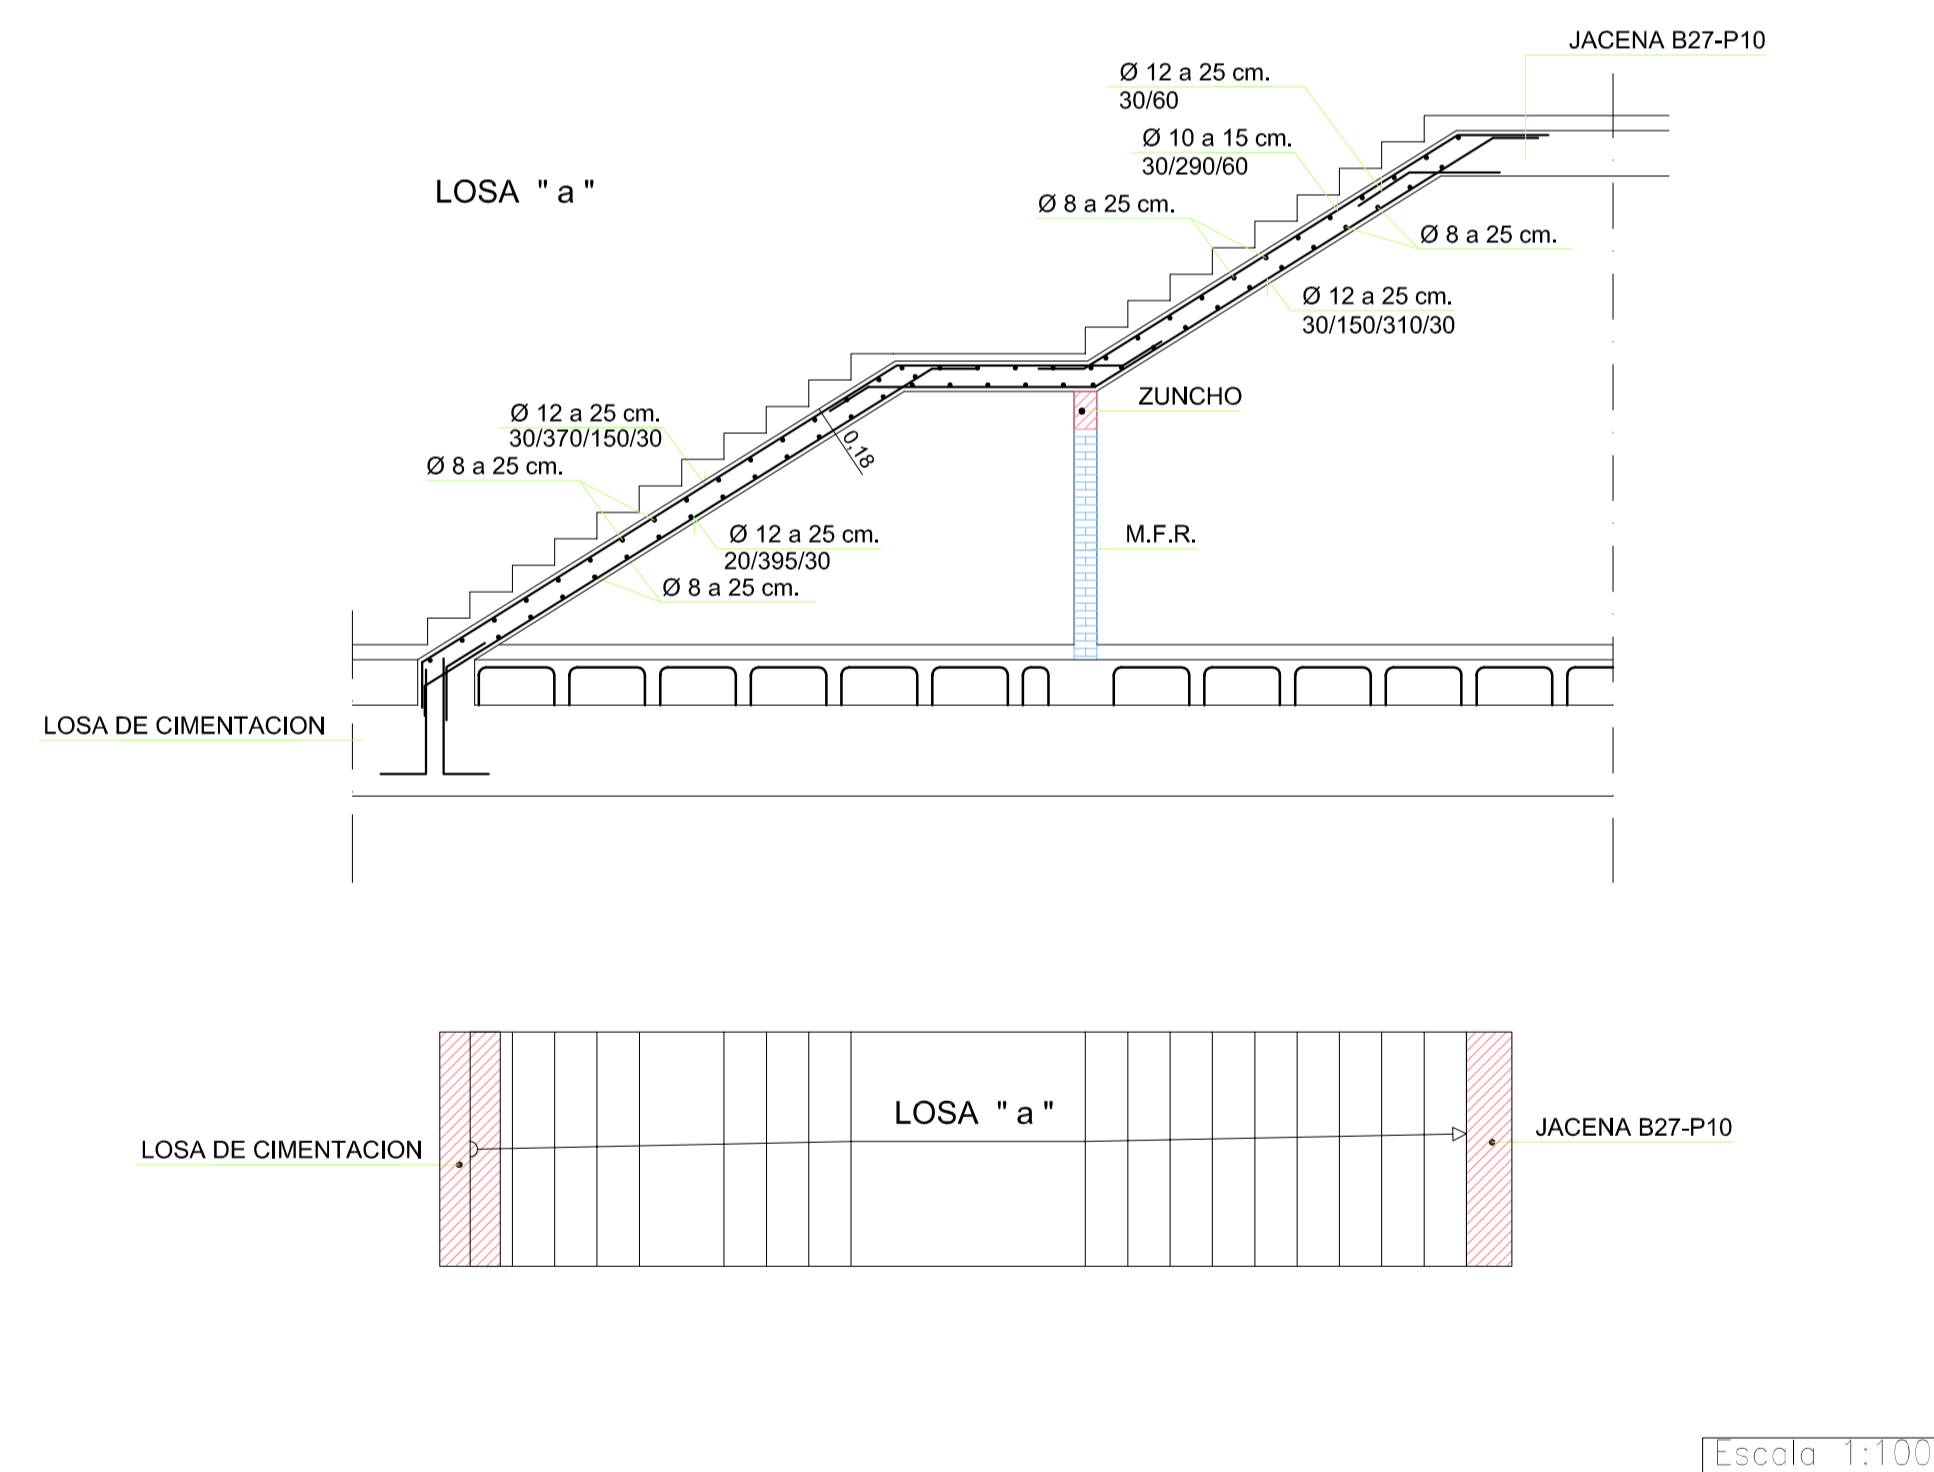 JACENA B27-P10
Ø 12 a 25 cm.
30/60
Ø 10 a 15 cm.
30/290/60
LOSA " a "
Ø 8 a 25 cm.
Ø 8 a 25 cm.
Ø 12 a 25 cm.
30/150/310/30
ZUNCHO
Ø 12 a 25 cm.
30/370/150/30
0,18
Ø 8 a 25 cm.
Ø 12 a 25 cm.
20/395/30
M.F.R.
Ø 8 a 25 cm.
LOSA DE CIMENTACION
LOSA " a "
JACENA B27-P10
LOSA DE CIMENTACION
Escala 1:100